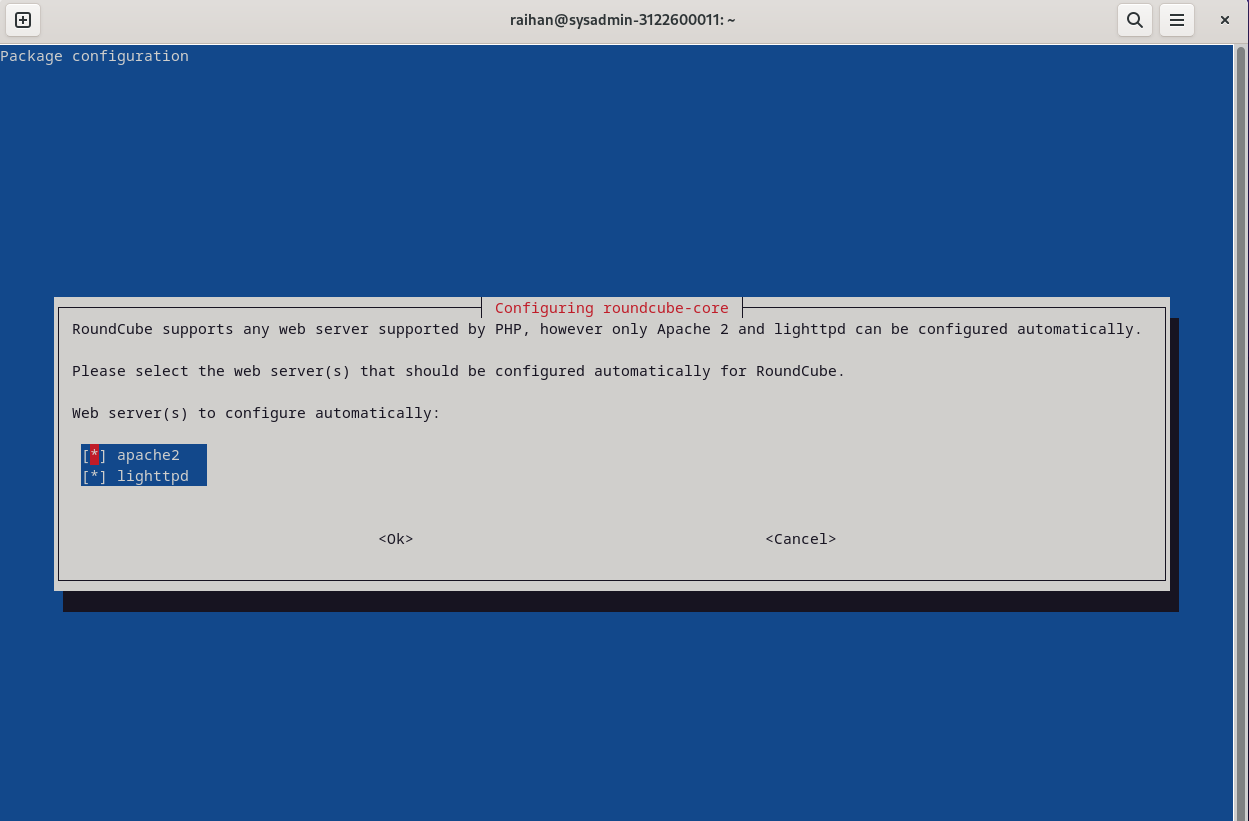 raihan@sysadmin-3122600011: ~
Package configuration
Configuring roundcube-core
RoundCube supports any web server supported by PHP, however only Apache 2 and lighttpd can be configured automatically.
Please select the web server(s) that should be configured automatically for RoundCube.
Web server(s) to configure automatically:
[*] apache2
[*] lighttpd
<Ok> <Cancel>